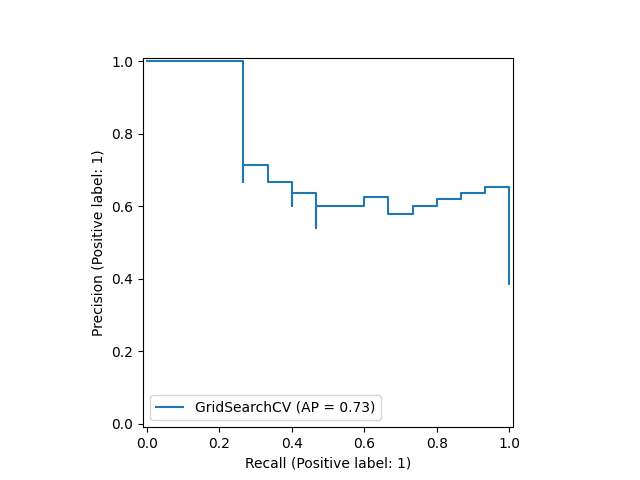 1.0
0.8
0.6
0.4
0.2
0.0
Precision (Positive label: 1)
GridSearchCV (AP = 0.73)
0.0 0.2 0.4 0.6 0.8 1.0
Recall (Positive label: 1)